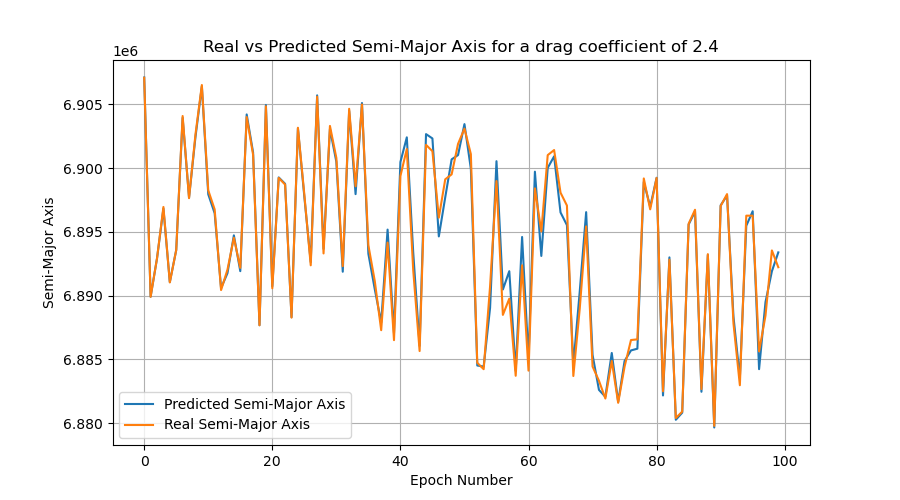 Real vs Predicted Semi-Major Axis for a drag coefficient of 2.4
1e6
6.905
6.900
6.895
6.890
6.885
6.880
Semi-Major Axis
Predicted Semi-Major Axis
Real Semi-Major Axis
0 20 40 60 80 100
Epoch Number